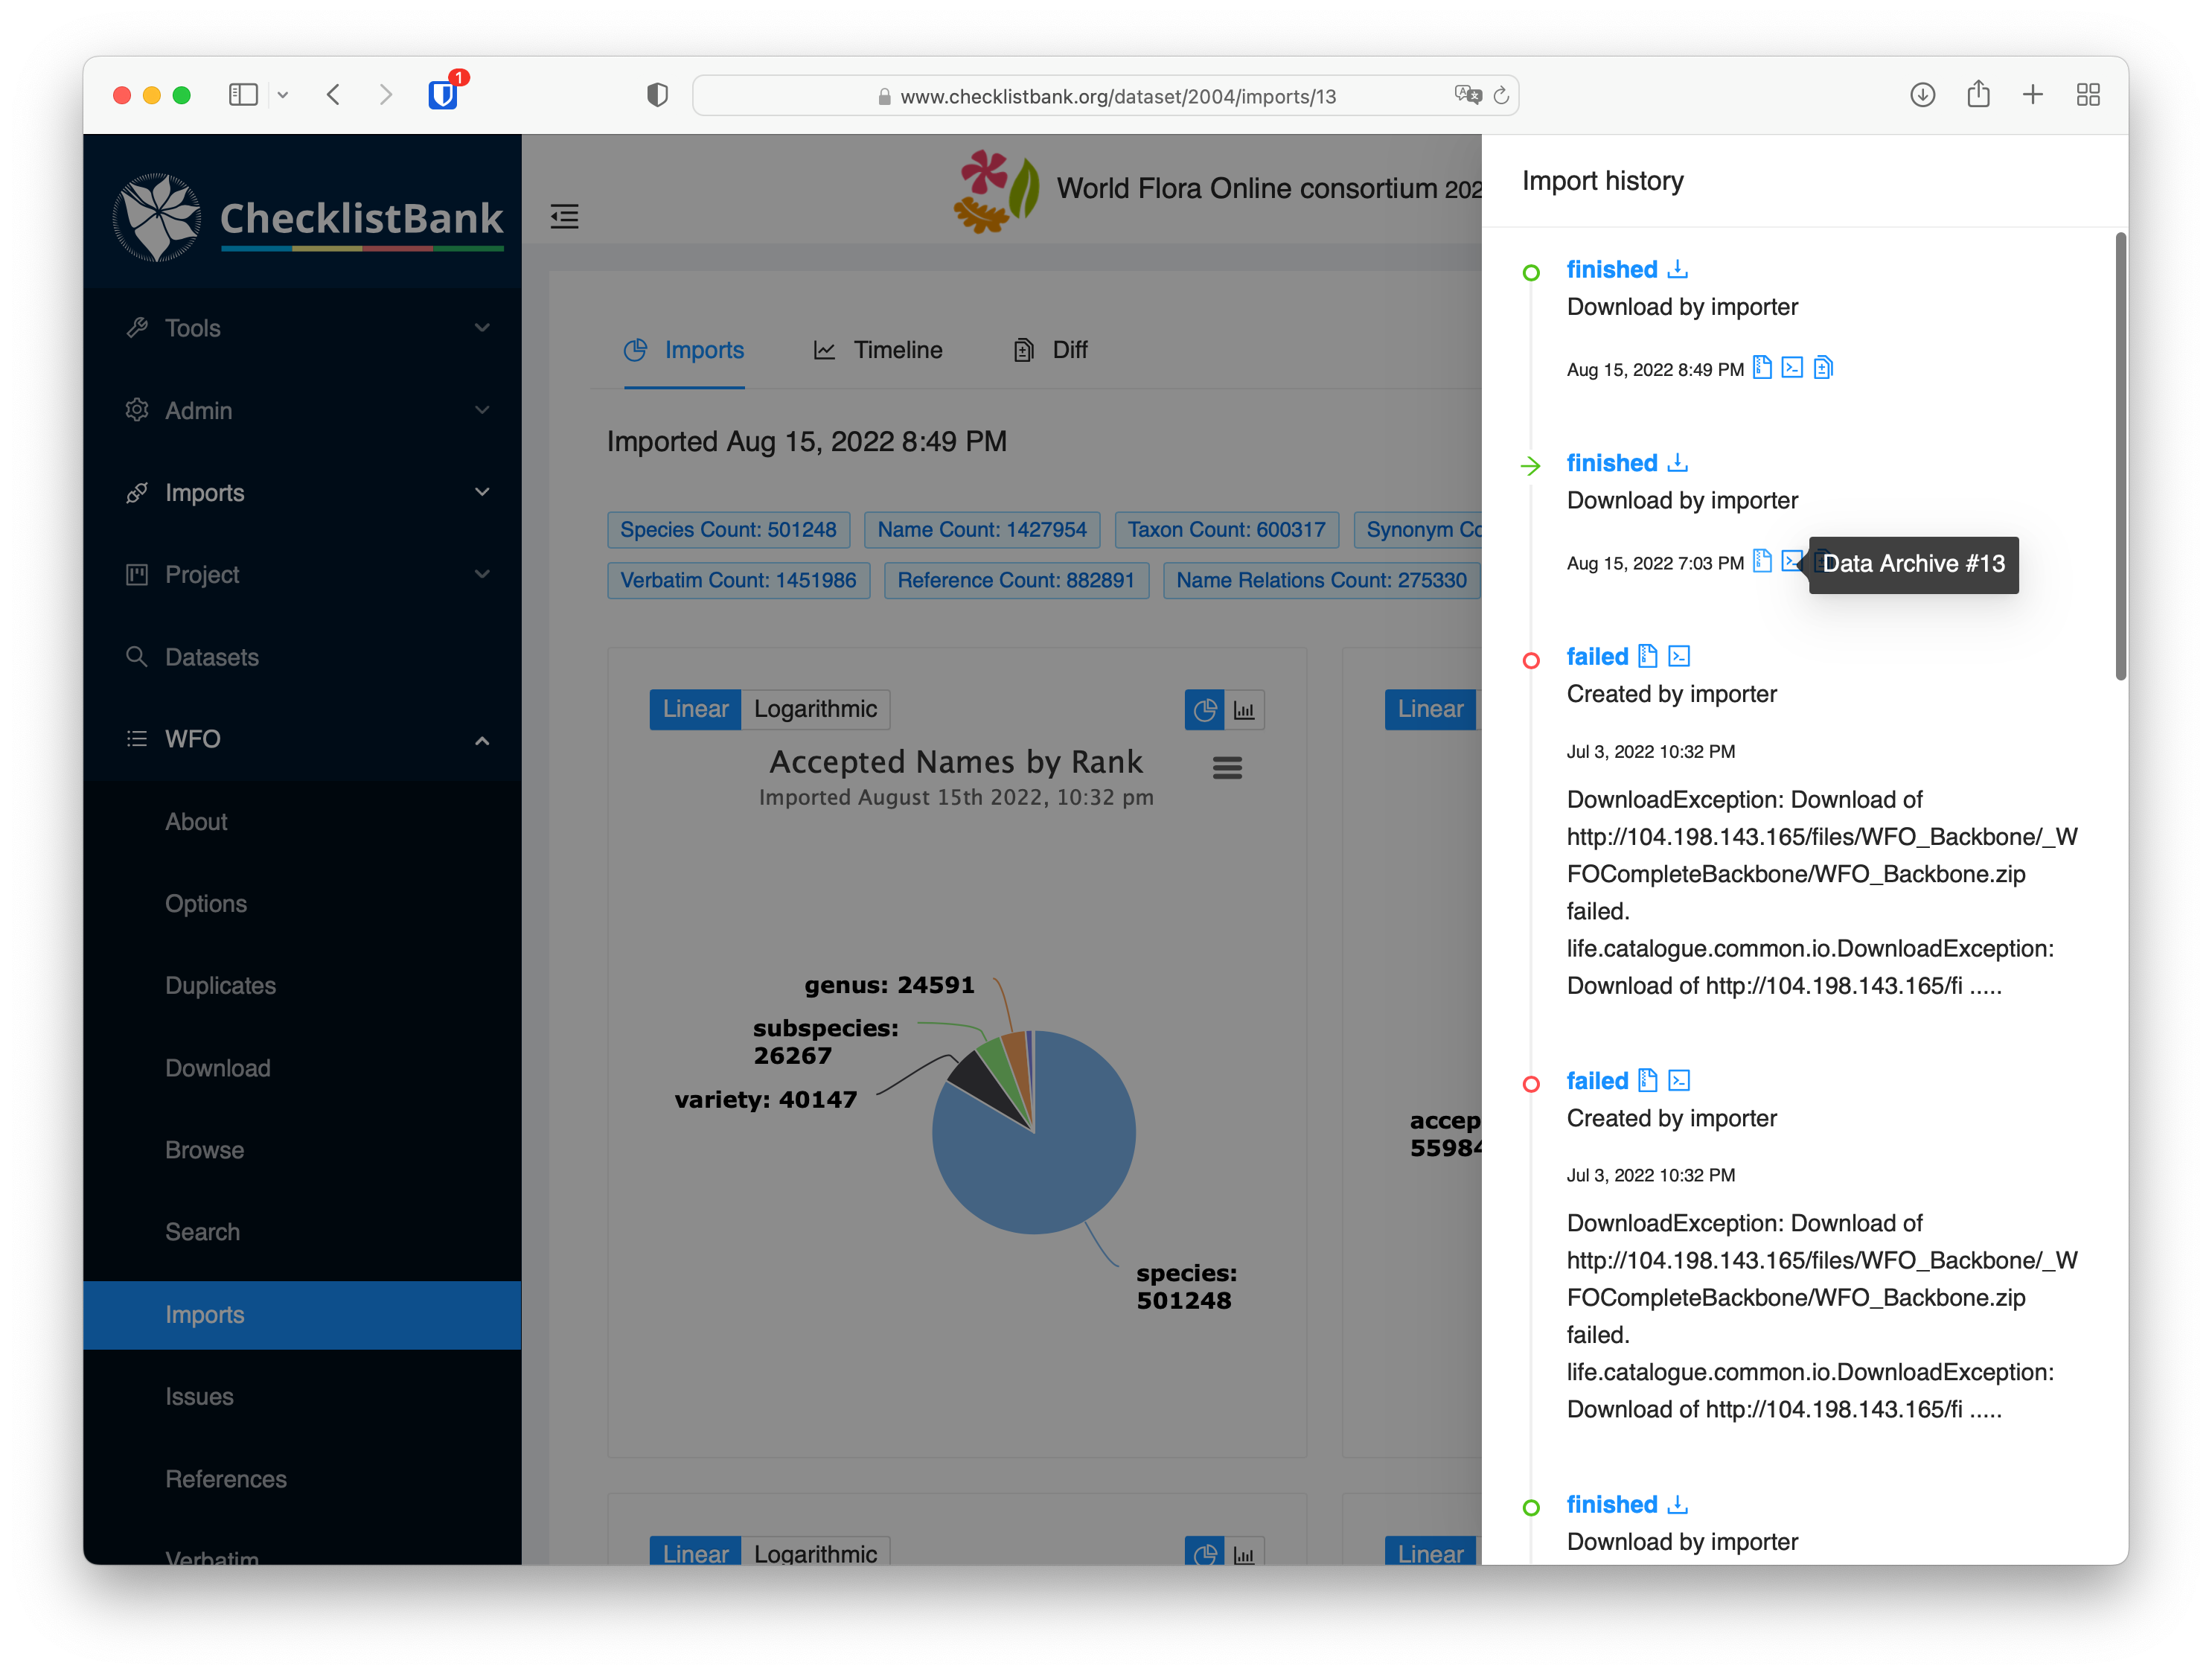 1
www.checklistbank.org/dataset/2004/imports/13
ChecklistBank
Tools
Admin
Imports
Project
Datasets
WFO
About
Options
Duplicates
Download
Browse
Search
Imports
Issues
References
Verbatim
World Flora Online consortium 202
Imports
Timeline
Diff
Imported Aug 15, 2022 8:49 PM
Species Count: 501248
Name Count: 1427954
Taxon Count: 600317
Synonym Co
Verbatim Count: 1451986
Reference Count: 882891
Name Relations Count: 275330
Linear
Logarithmic
Accepted Names by Rank
Imported August 15th 2022, 10:32 pm
genus: 24591
subspecies:
26267
variety: 40147
species:
501248
Linear
accep
5598
Linear
Logarithmic
Linear
Import history
finished
Download by importer
Aug 15, 2022 8:49 PM
finished
Download by importer
Aug 15, 2022 7:03 PM
Data Archive #13
failed
Created by importer
Jul 3, 2022 10:32 PM
DownloadException: Download of
http://104.198.143.165/files/WFO_Backbone/_W
FOCompleteBackbone/WFO_Backbone.zip
failed.
life.catalogue.common.io.DownloadException:
Download of http://104.198.143.165/fi .....
failed
Created by importer
Jul 3, 2022 10:32 PM
DownloadException: Download of
http://104.198.143.165/files/WFO_Backbone/_W
FOCompleteBackbone/WFO_Backbone.zip
failed.
life.catalogue.common.io.DownloadException:
Download of http://104.198.143.165/fi .....
finished
Download by importer